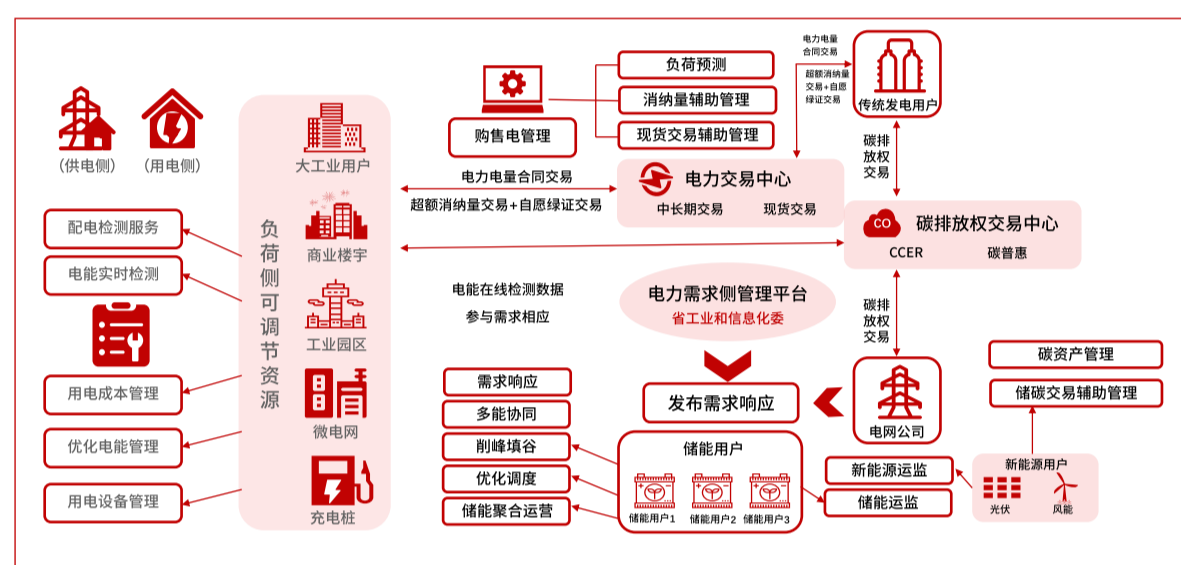 （供电侧）
（用电侧）
配电检测服务
电能实时检测
用电成本管理
优化电能管理
用电设备管理
负荷侧可调节资源
大工业用户
商业楼宇
工业园区
微电网
充电桩
购售电管理
负荷预测
消纳量辅助管理
现货交易辅助管理
电力电量
合同交易
超额消纳量
交易+自愿
绿证交易
传统发电用户
碳排
放权
交易
电力电量合同交易
超额消纳量交易+自愿绿证交易
电力交易中心
中长期交易
现货交易
CO
碳排放权交易中心
CCER
碳普惠
电能在线检测数据
参与需求相应
电力需求侧管理平台
省工业和信息化委
碳排
放权
交易
发布需求响应
电网公司
碳资产管理
储碳交易辅助管理
需求响应
多能协同
削峰填谷
优化调度
储能聚合运营
储能用户
储能用户1
储能用户2
储能用户3
新能源运监
储能运监
新能源用户
光伏
风能